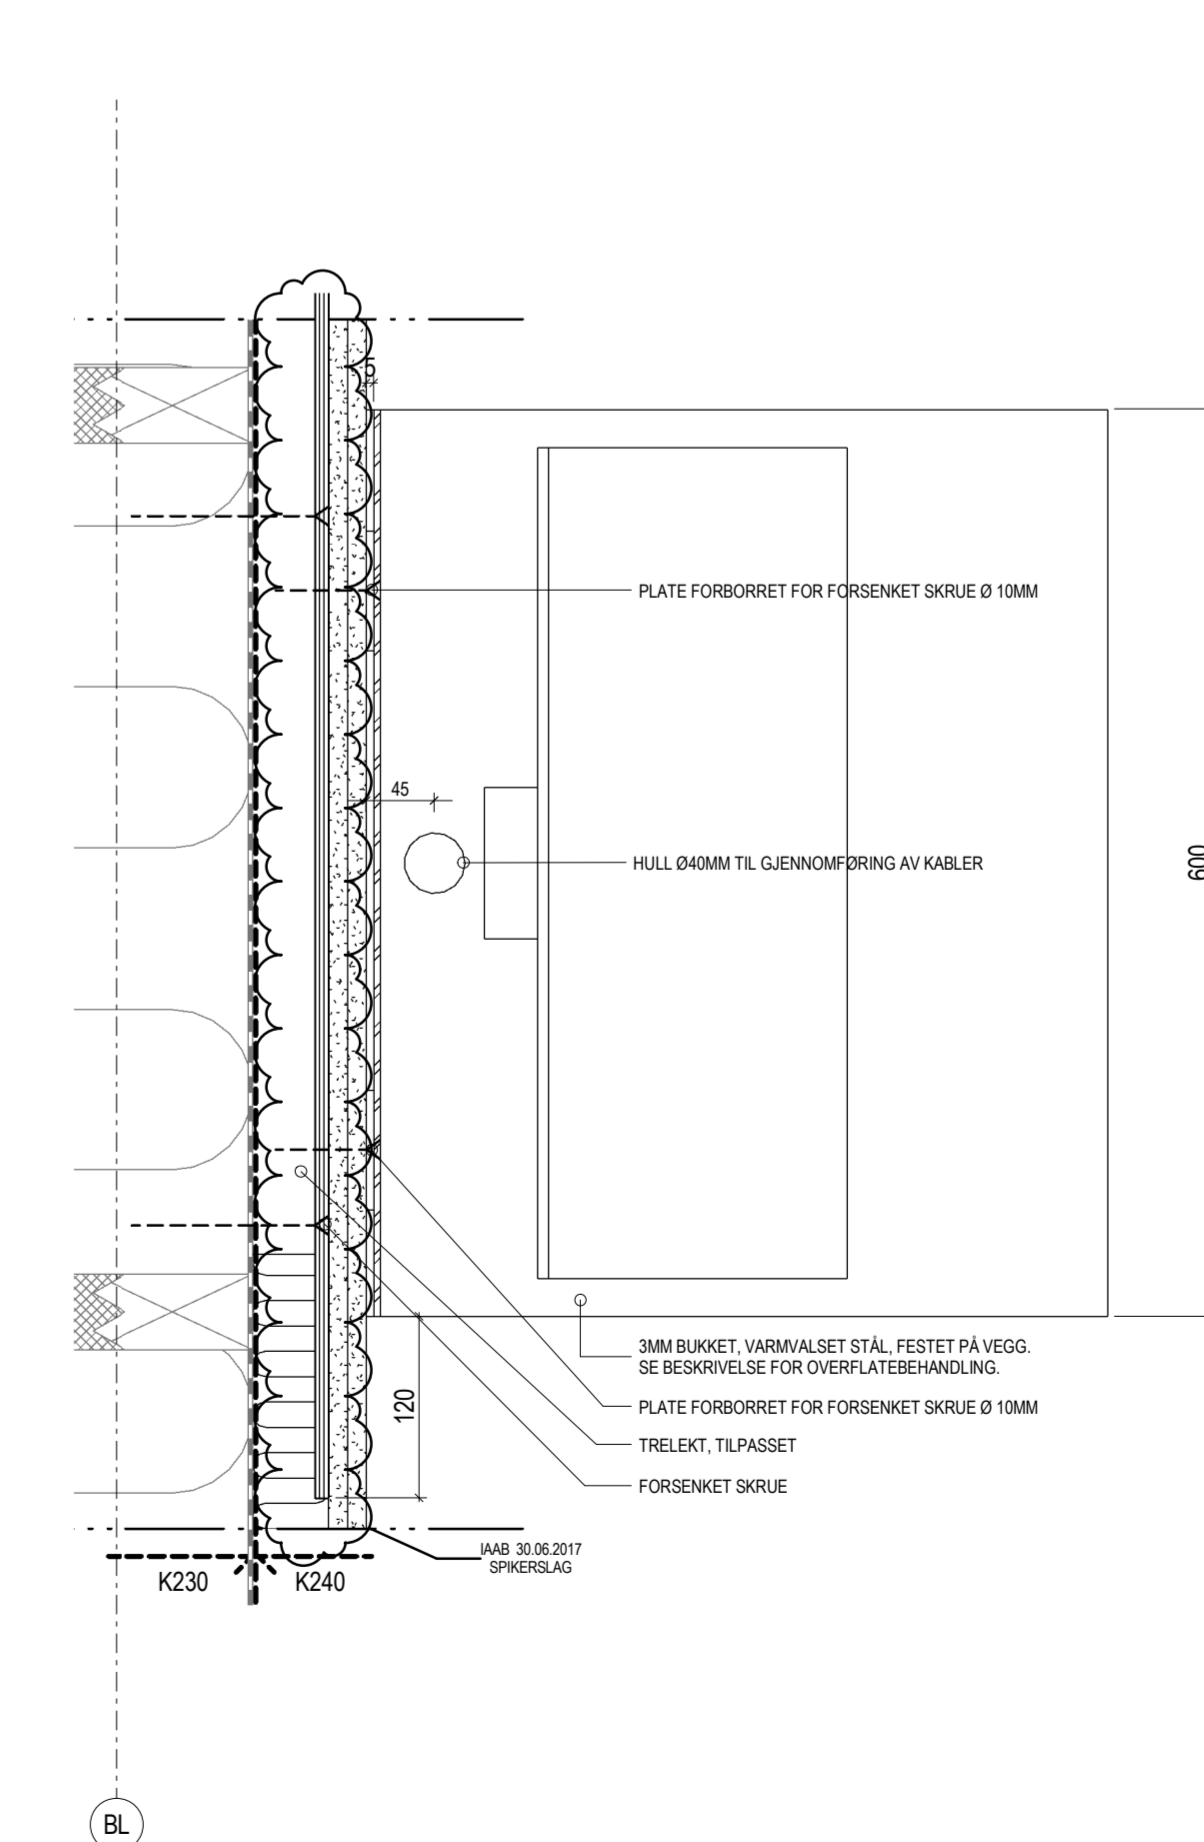 5
PLATE FORBORRET FOR FORSENKET SKRUE Ø 10MM
45
HULL Ø40MM TIL GJENNOMFØRING AV KABLER
600
3MM BUKKET, VARMVALSET STÅL, FESTET PÅ VEGG.
SE BESKRIVELSE FOR OVERFLATEBEHANDLING.
120
PLATE FORBORRET FOR FORSENKET SKRUE Ø 10MM
TRELEKT, TILPASSET
FORSENKET SKRUE
IAAB 30.06.2017
SPIKERSLAG
K230
K240
BL